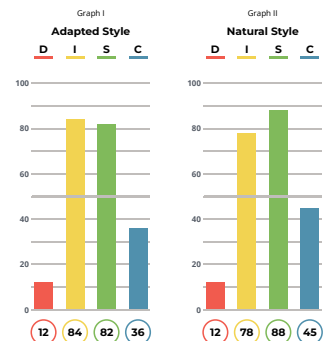 Graph I
Adapted Style
D I S C
100
80
60
40
20
0
12 84 82 36
Graph II
Natural Style
D I S C
100
80
60
40
20
0
12 78 88 45